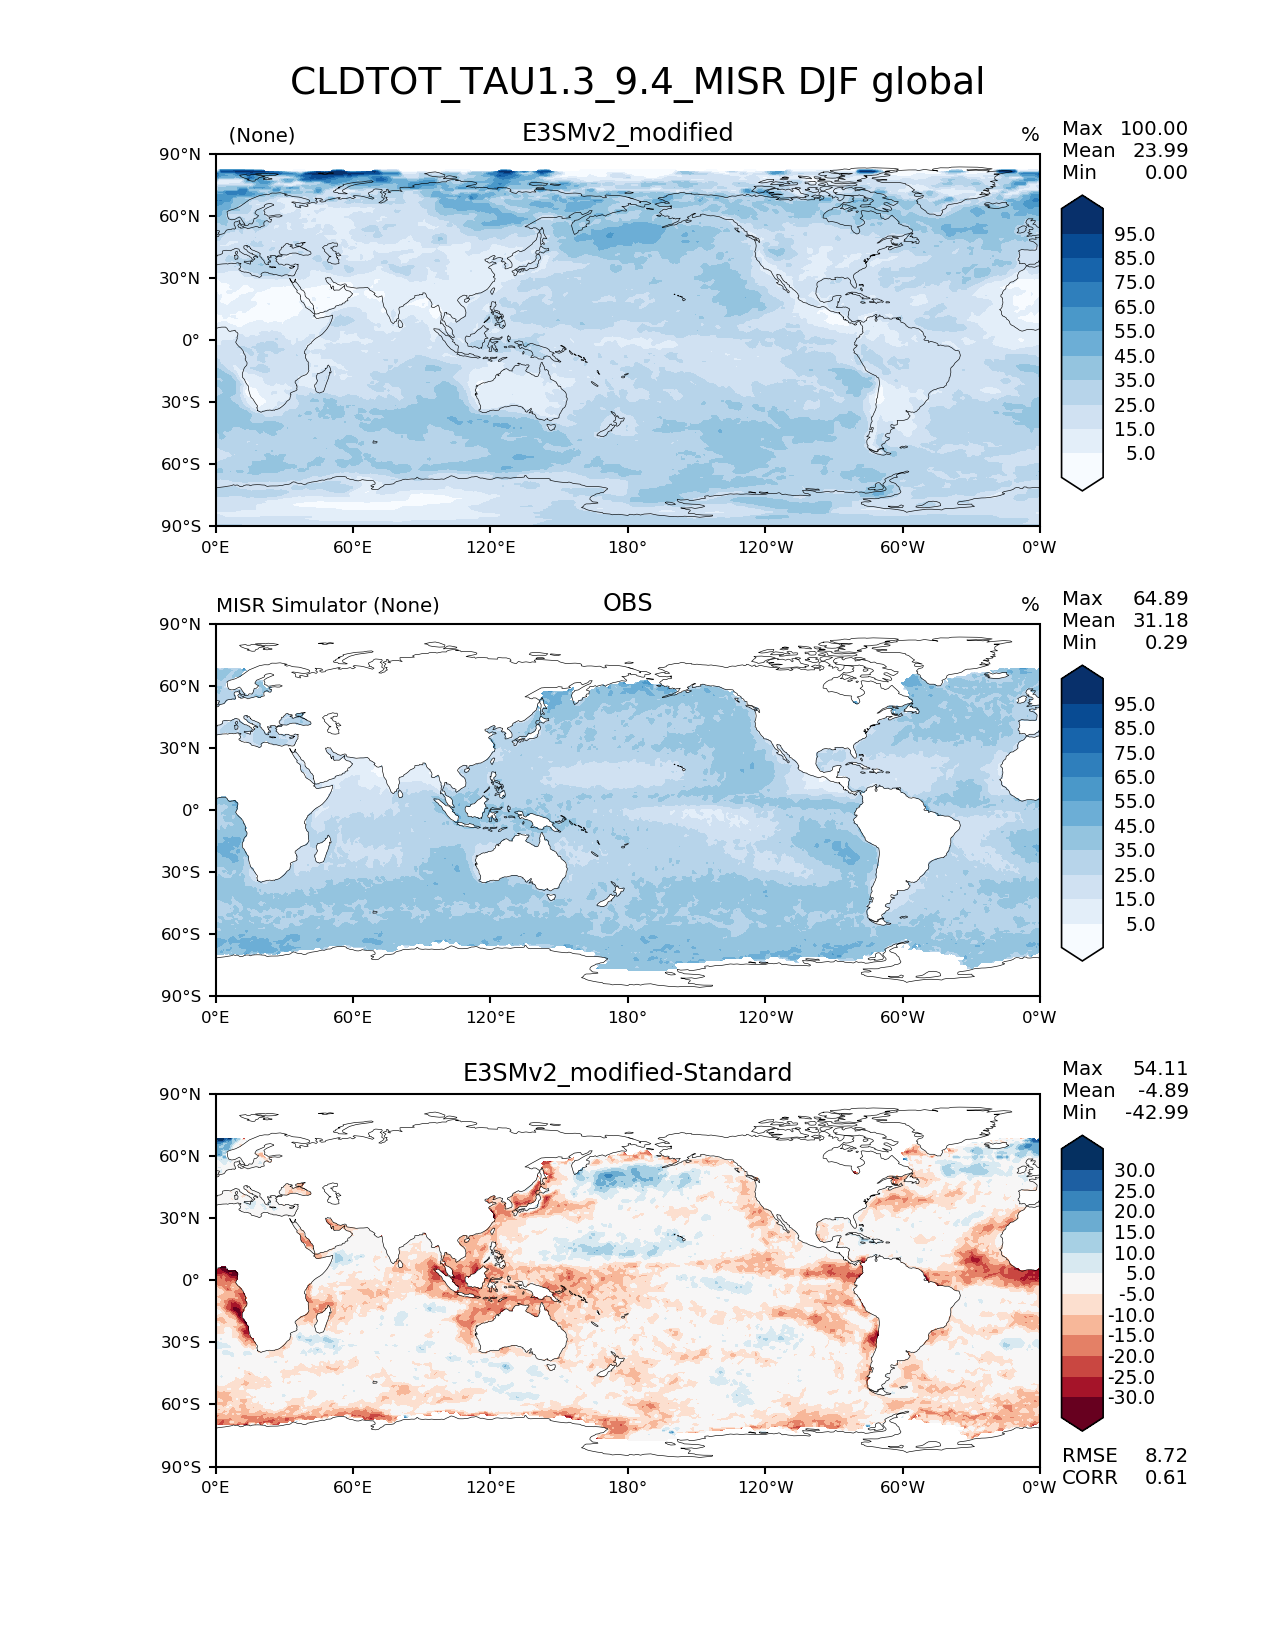 CLDTOT_TAU1.3_9.4_MISR DJF global
(None) E3SMv2_modified %
Max 100.00
Mean 23.99
Min 0.00
90°N
60°N
30°N
0°
30°S
60°S
90°S
0°E 60°E 120°E 180° 120°W 60°W 0°W
95.0
85.0
75.0
65.0
55.0
45.0
35.0
25.0
15.0
5.0
MISR Simulator (None) OBS %
Max 64.89
Mean 31.18
Min 0.29
90°N
60°N
30°N
0°
30°S
60°S
90°S
0°E 60°E 120°E 180° 120°W 60°W 0°W
95.0
85.0
75.0
65.0
55.0
45.0
35.0
25.0
15.0
5.0
E3SMv2_modified-Standard
Max 54.11
Mean -4.89
Min -42.99
90°N
60°N
30°N
0°
30°S
60°S
90°S
0°E 60°E 120°E 180° 120°W 60°W 0°W
30.0
25.0
20.0
15.0
10.0
5.0
-5.0
-10.0
-15.0
-20.0
-25.0
-30.0
RMSE 8.72
CORR 0.61